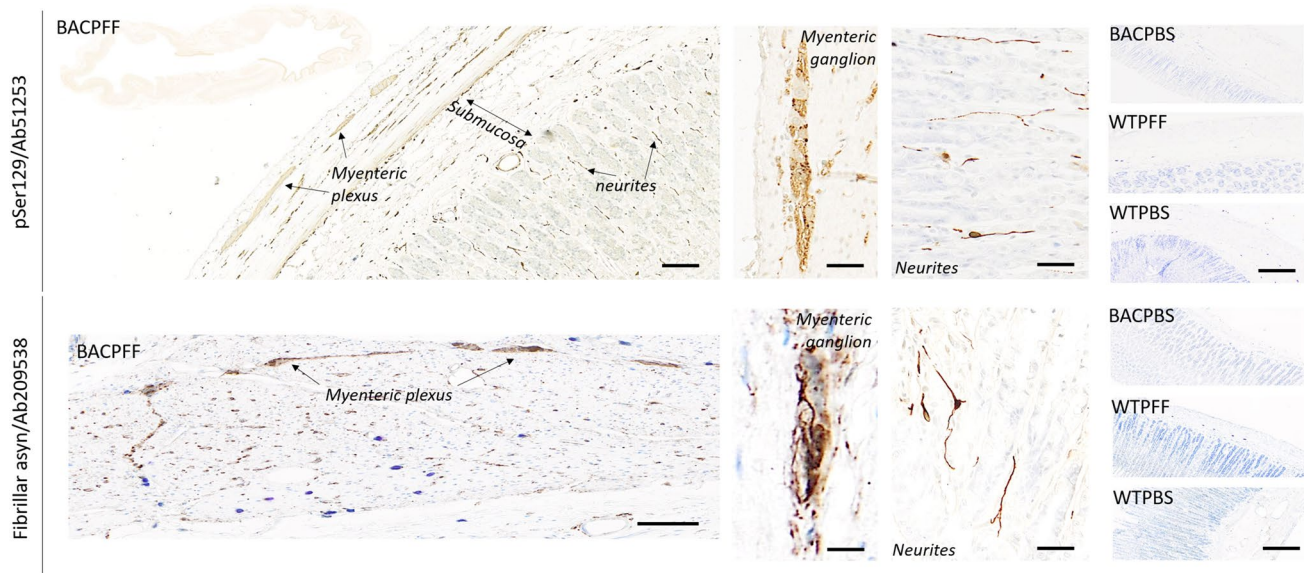 pSer129/Ab51253
BACPFF
Myenteric
plexus
Submucosa
neurites
Myenteric
ganglion
Neurites
BACPBS
WTPFF
WTPBS
Fibrillar asyn/Ab209538
BACPFF
Myenteric plexus
Myenteric
ganglion
Neurites
BACPBS
WTPFF
WTPBS